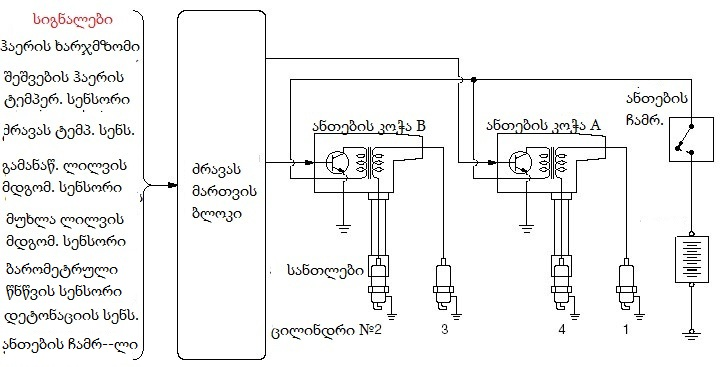 სიგნალები
ჰაერის ხარჯმზომი
შეშვების ჰაერის
ტემპერ. სენსორი
ძრავას ტემპ. სენს.
გამანაწ. ლილვის
მდგომ. სენსორი
მუხლა ლილვის
მდგომ. სენსორი
ბარომეტრული
წნწვის სენსორი
დეტონაციის სენს.
ანთების ჩამრ--ლი
ძრავას
მართვის
ბლოკი
ანთების კოჭა B
ანთების კოჭა A
ანთების
ჩამრ.
სანთლები
ცილინდრი №2
3
4
1